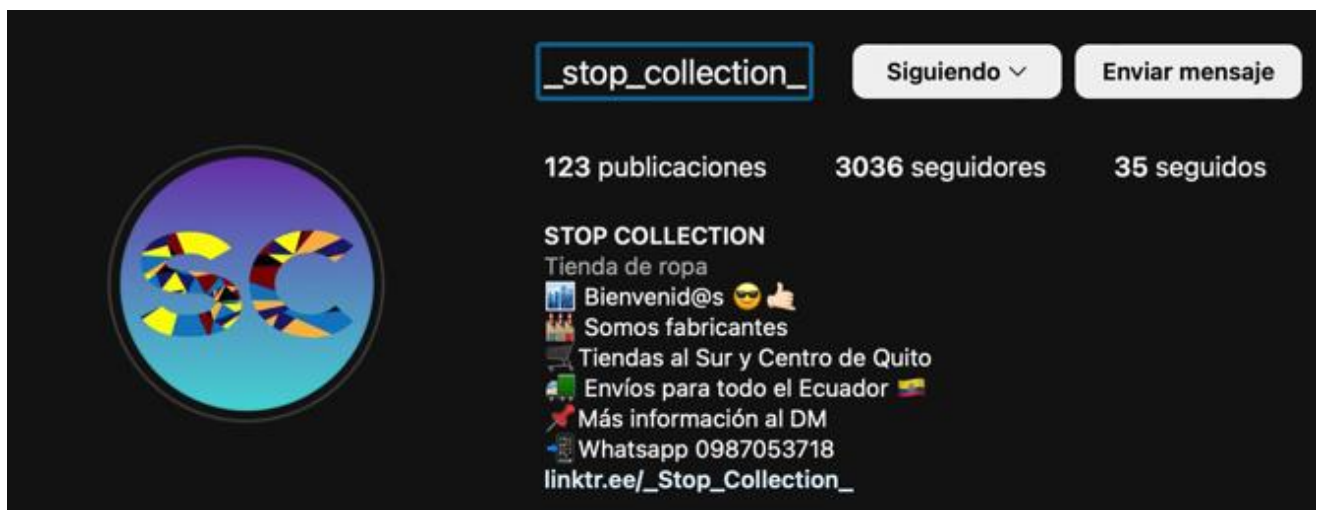 _stop_collection_ Siguiendo Enviar mensaje
123 publicaciones 3036 seguidores 35 seguidos
SC
STOP COLLECTION
Tienda de ropa
🏙️ Bienvenid@s 😎🤙🏻
🏭 Somos fabricantes
🛒Tiendas al Sur y Centro de Quito
🚛 Envíos para todo el Ecuador 🇪🇨
📌Más información al DM
📲Whatsapp 0987053718
linktr.ee/_Stop_Collection_